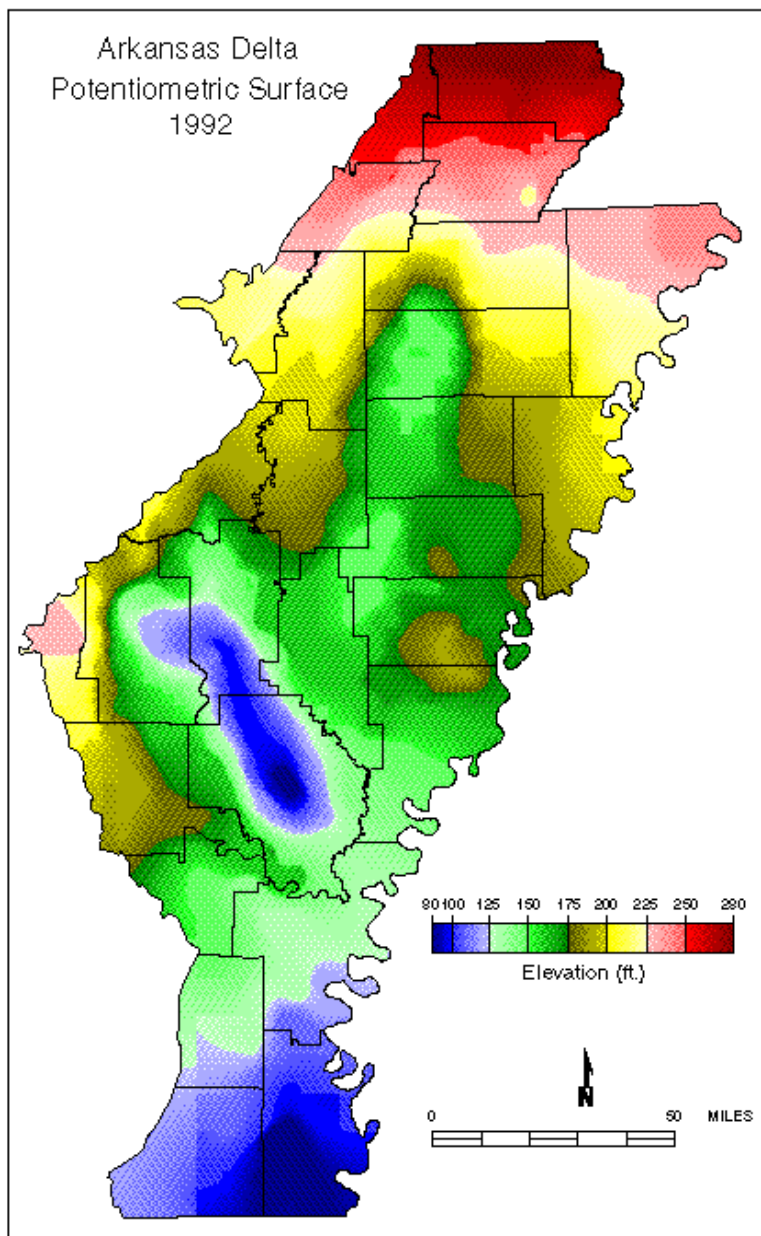 Arkansas Delta
Potentiometric Surface
1992
80 100 125 150 175 200 225 250 280
Elevation (ft.)
N
0 50 MILES